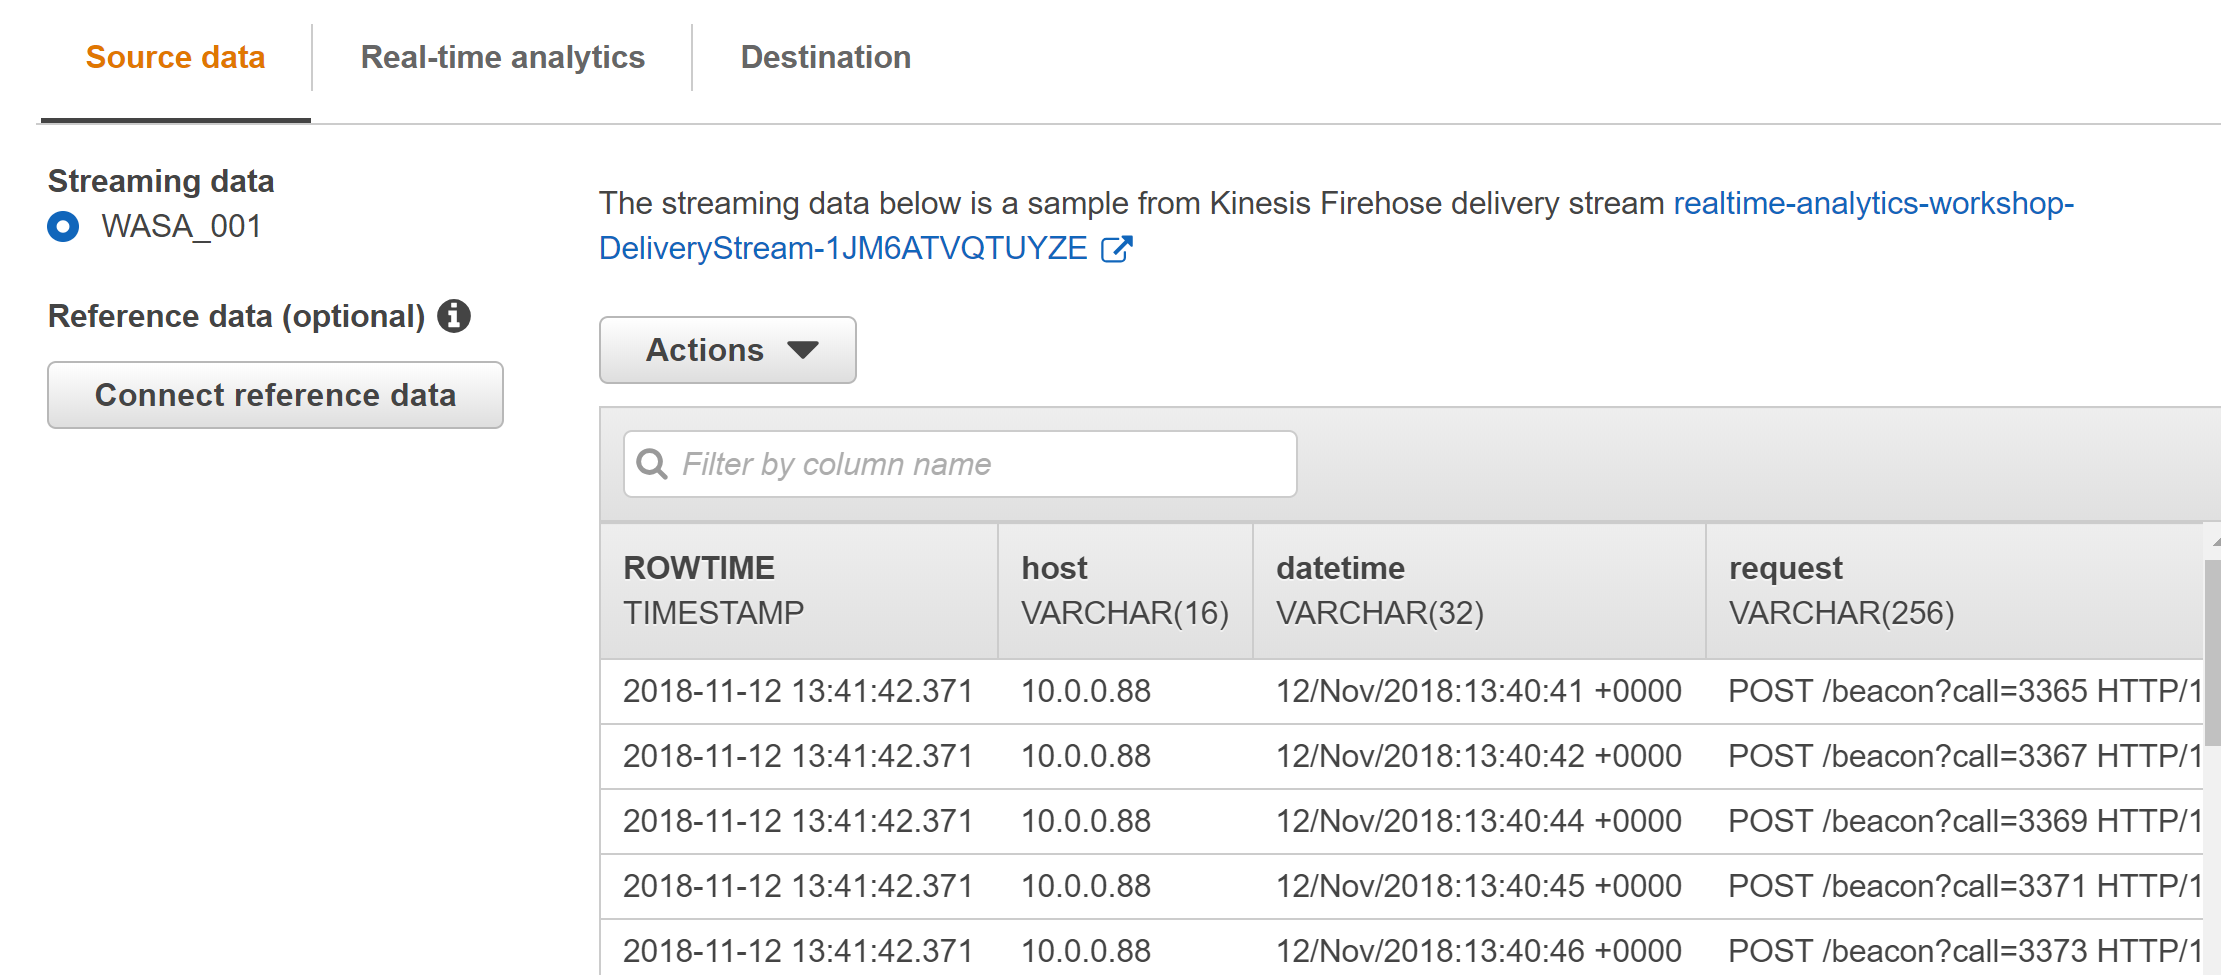 Source data
Real-time analytics
Destination
Streaming data
WASA_001
Reference data (optional)
Connect reference data
The streaming data below is a sample from Kinesis Firehose delivery stream realtime-analytics-workshop-
DeliveryStream-1JM6ATVQTUYZE
Actions
Filter by column name
ROWTIME host datetime request
TIMESTAMP VARCHAR(16) VARCHAR(32) VARCHAR(256)
2018-11-12 13:41:42.371 10.0.0.88 12/Nov/2018:13:40:41 +0000 POST /beacon?call=3365 HTTP/1
2018-11-12 13:41:42.371 10.0.0.88 12/Nov/2018:13:40:42 +0000 POST /beacon?call=3367 HTTP/1
2018-11-12 13:41:42.371 10.0.0.88 12/Nov/2018:13:40:44 +0000 POST /beacon?call=3369 HTTP/1
2018-11-12 13:41:42.371 10.0.0.88 12/Nov/2018:13:40:45 +0000 POST /beacon?call=3371 HTTP/1
2018-11-12 13:41:42.371 10.0.0.88 12/Nov/2018:13:40:46 +0000 POST /beacon?call=3373 HTTP/1